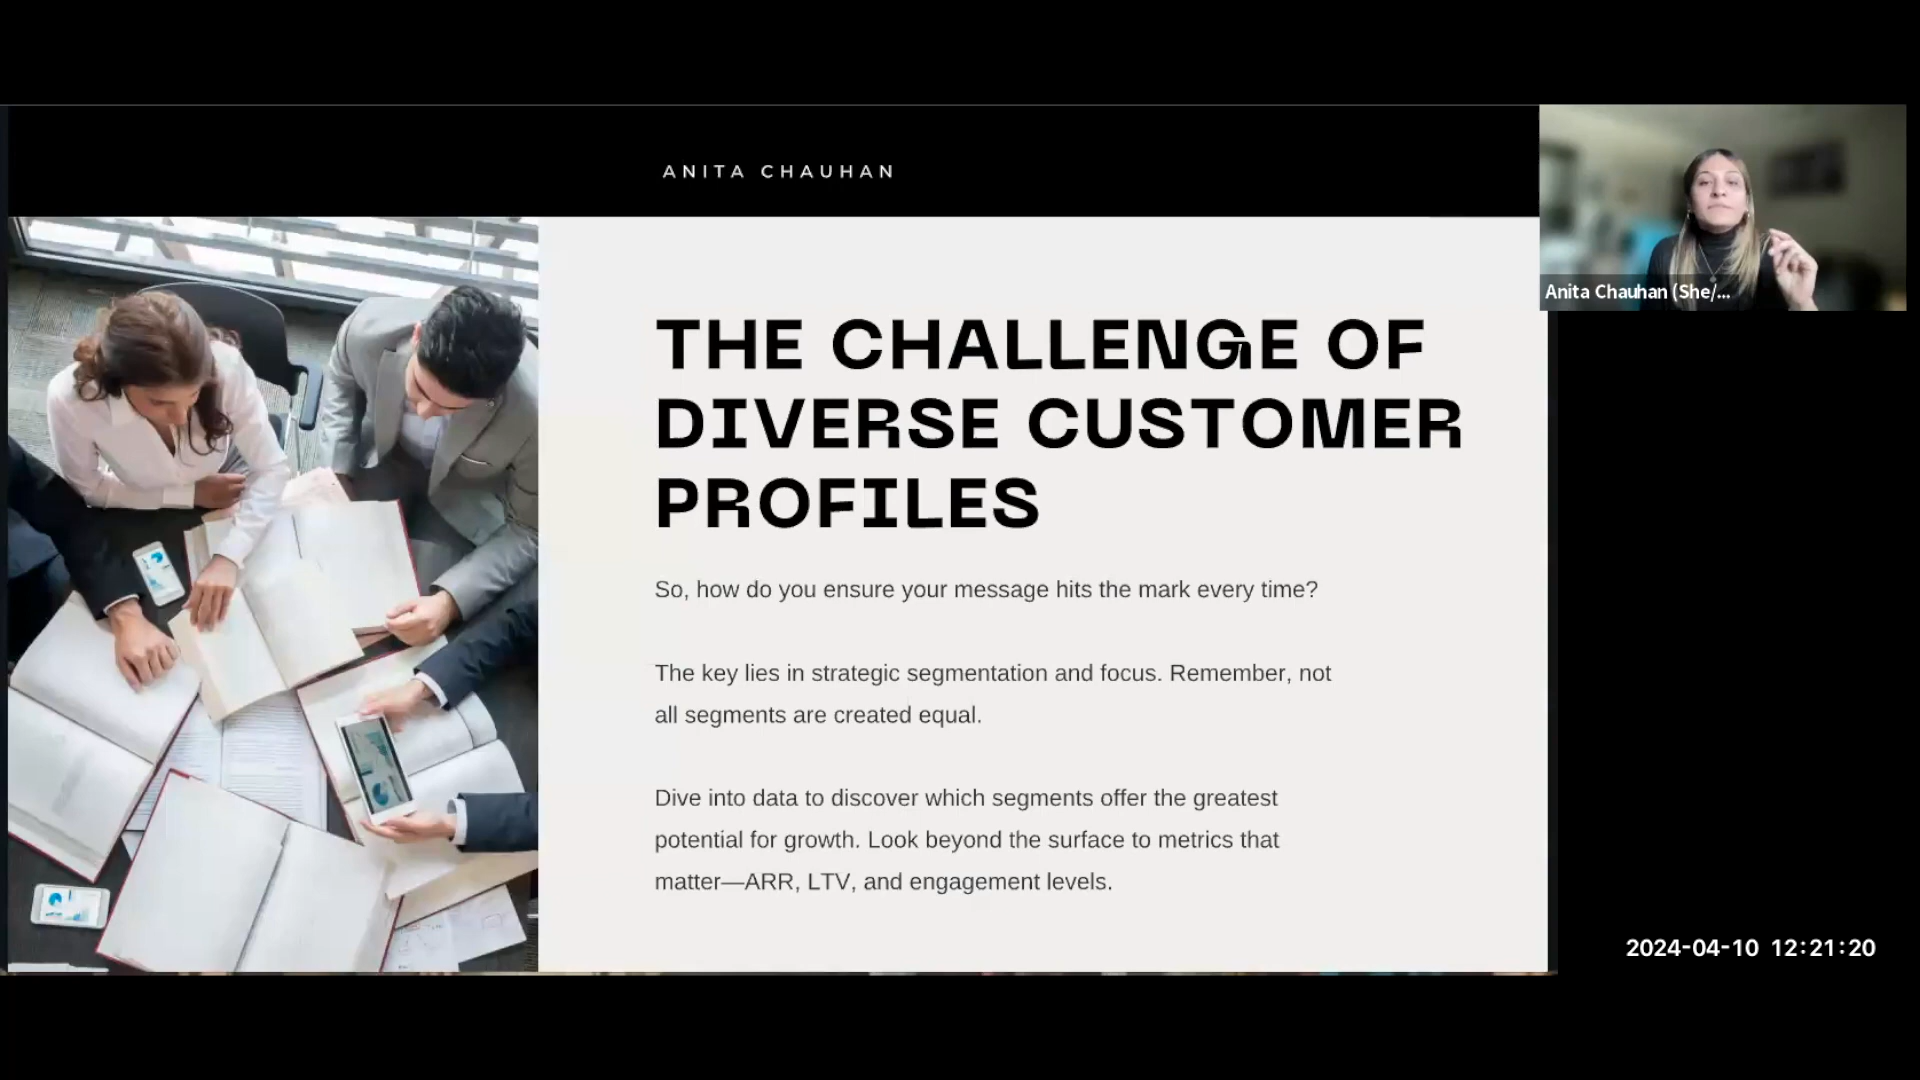 ANITA CHAUHAN
Anita Chauhan (She/...
THE CHALLENGE OF
DIVERSE CUSTOMER
PROFILES
So, how do you ensure your message hits the mark every time?
The key lies in strategic segmentation and focus. Remember, not
all segments are created equal.
Dive into data to discover which segments offer the greatest
potential for growth. Look beyond the surface to metrics that
matter—ARR, LTV, and engagement levels.
2024-04-10 12:21:20